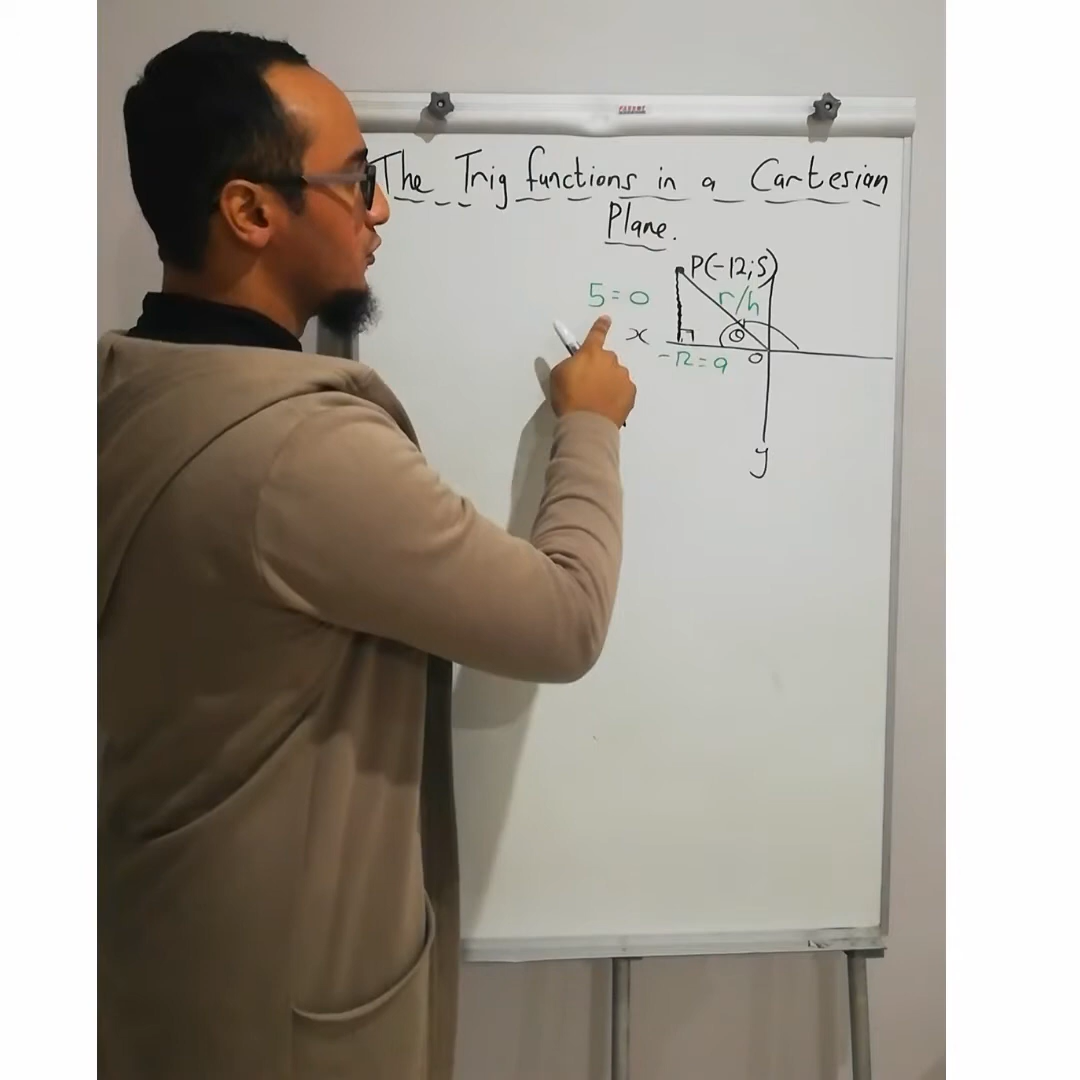 The Trig functions in a Cartesian
Plane.
P(-12;5)
5=o
r/h
x
θ
-12=a
O
y